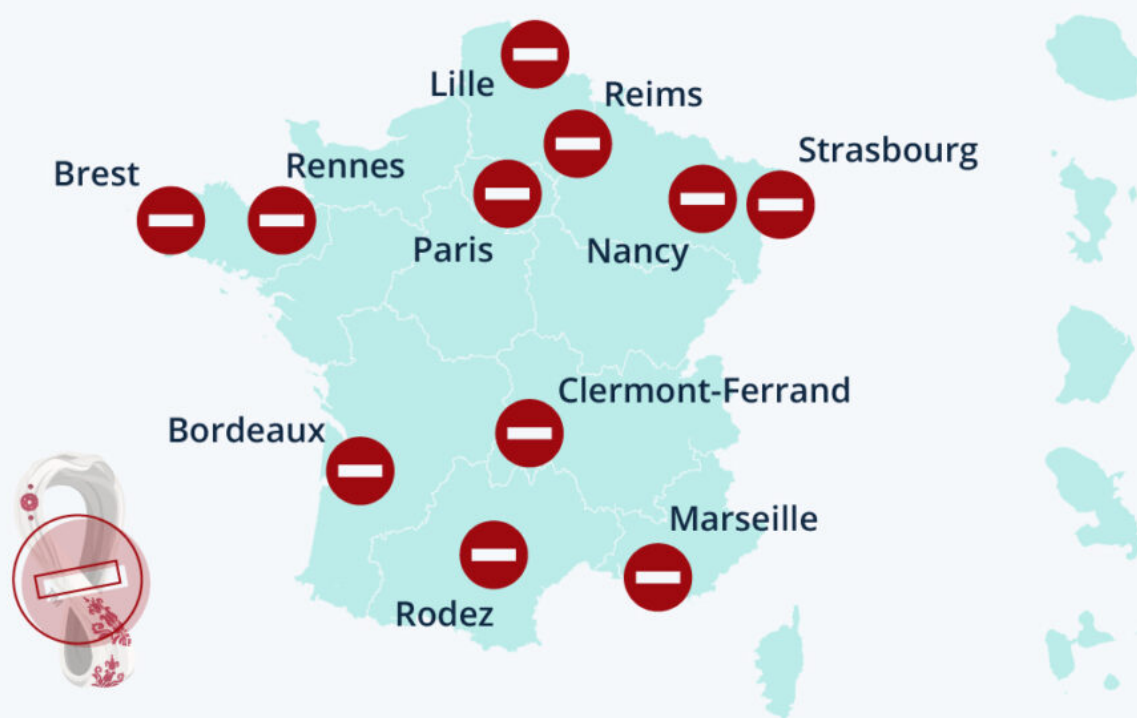 Lille
Reims
Strasbourg
Brest
Rennes
Paris
Nancy
Clermont-Ferrand
Bordeaux
Marseille
Rodez